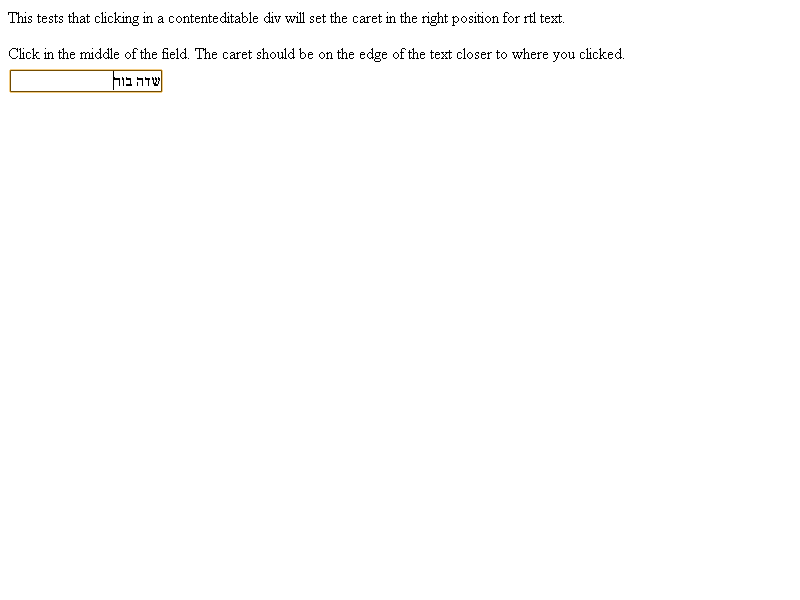 This tests that clicking in a contenteditable div will set the caret in the right position for rtl text.
Click in the middle of the field. The caret should be on the edge of the text closer to where you clicked.
שדה בור